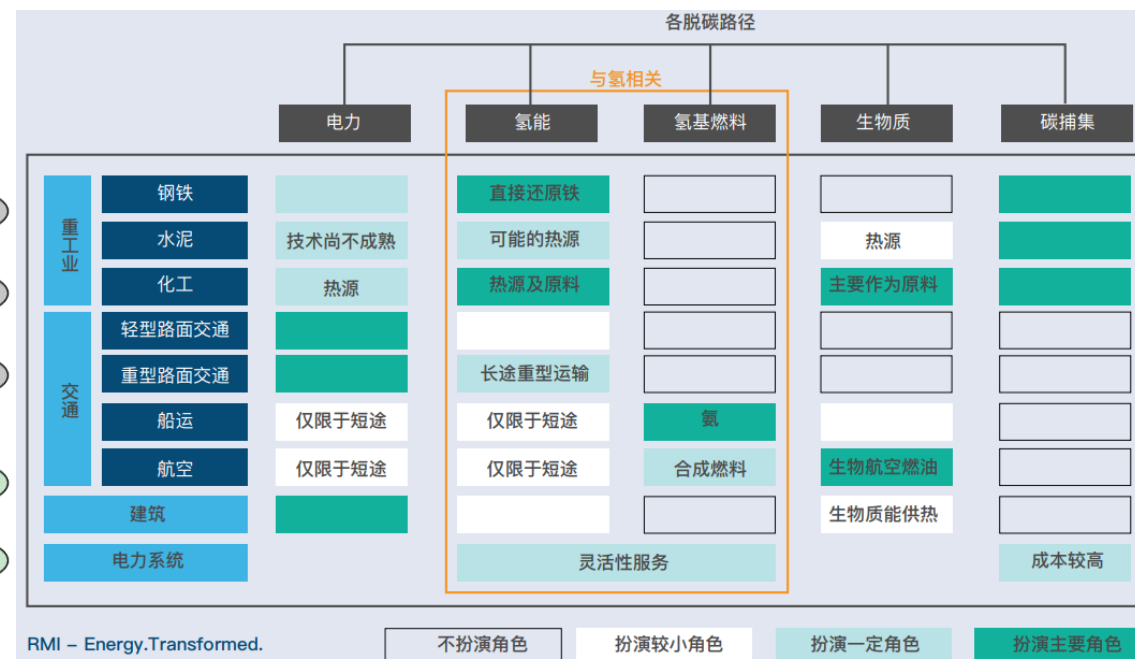 各脱碳路径
与氢相关
电力 氢能 氢基燃料 生物质 碳捕集
重工业
钢铁 直接还原铁
水泥 技术尚不成熟 可能的热源 热源
化工 热源 热源及原料 主要作为原料
交通
轻型路面交通
重型路面交通 长途重型运输
船运 仅限于短途 仅限于短途 氨
航空 仅限于短途 仅限于短途 合成燃料 生物航空燃油
建筑 生物质能供热
电力系统 灵活性服务 成本较高
RMI – Energy.Transformed. 不扮演角色 扮演较小角色 扮演一定角色 扮演主要角色